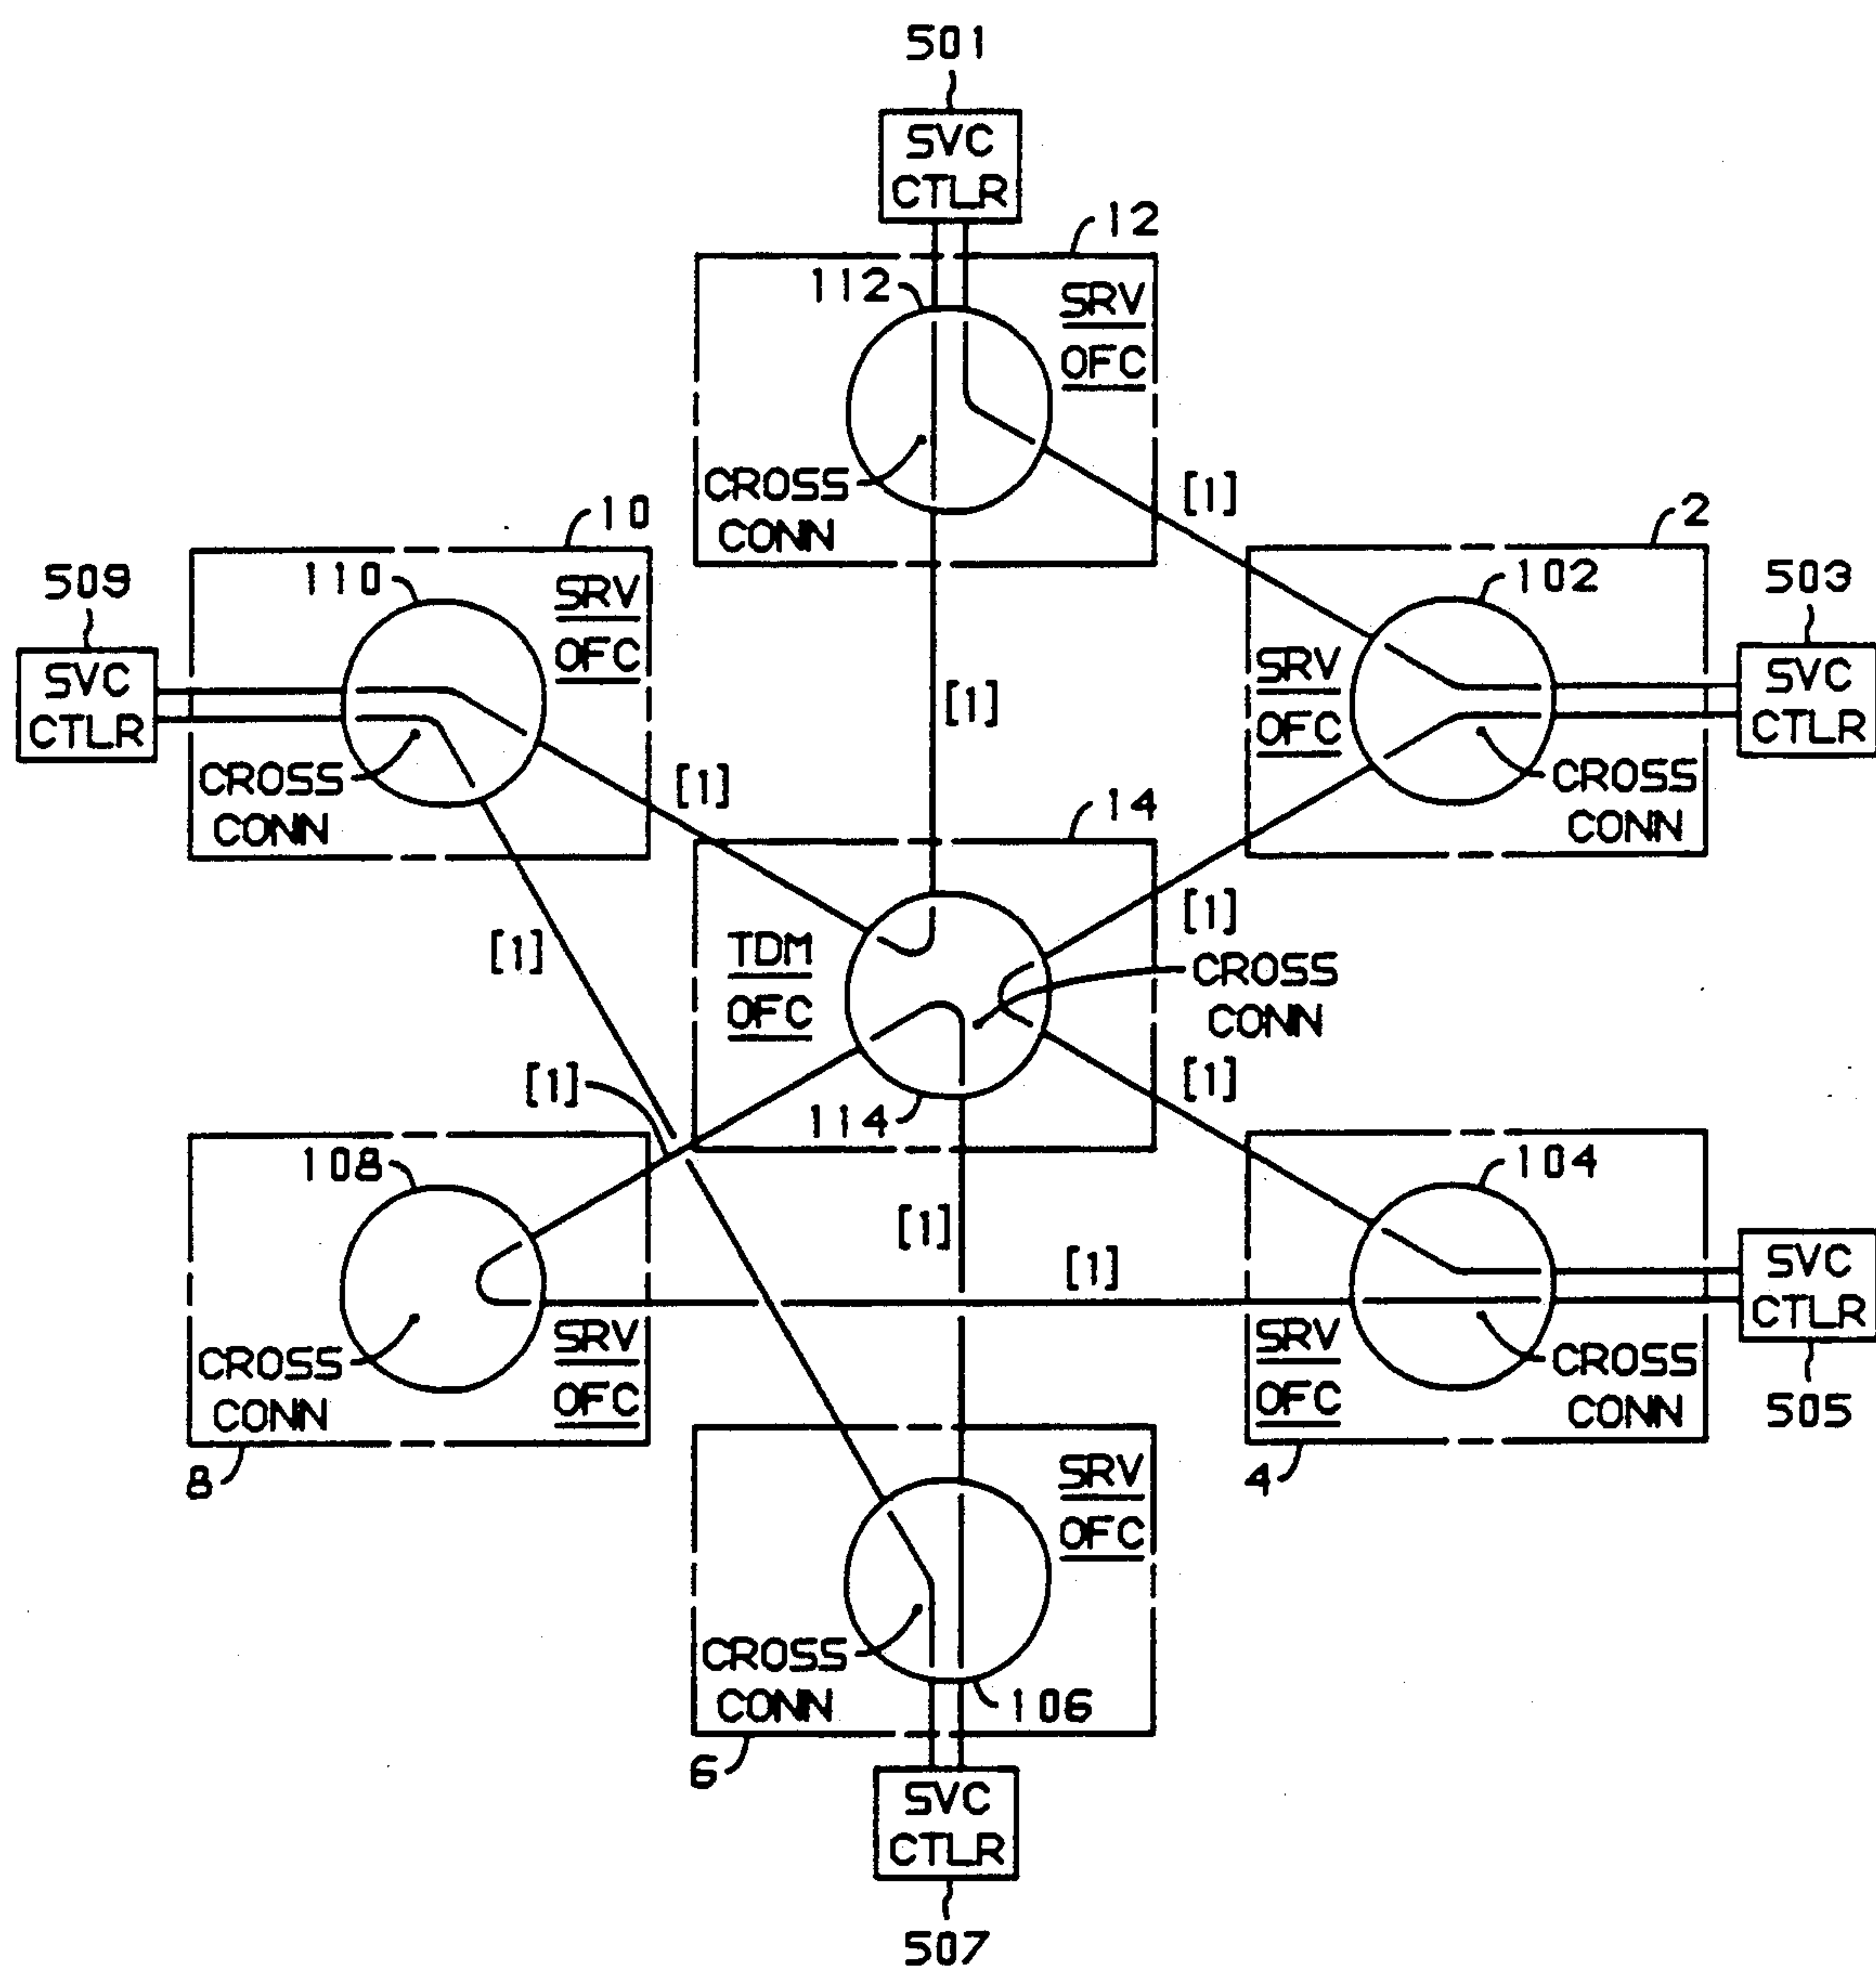 501
SVC
CTLR
12
112
SRV
OFC
CROSS
CONN
[1]
10
2
509
110
SRV
OFC
102
503
SVC
CTLR
SRV
OFC
SVC
CTLR
[1]
CROSS
CONN
[1]
CROSS
CONN
14
[1]
[1]
TDM
OFC
CROSS
CONN
[1]
[1]
114
108
104
[1]
[1]
SVC
CTLR
SRV
OFC
SRV
OFC
CROSS
CONN
CROSS
CONN
505
8
4
SRV
OFC
CROSS
CONN
106
6
SVC
CTLR
507